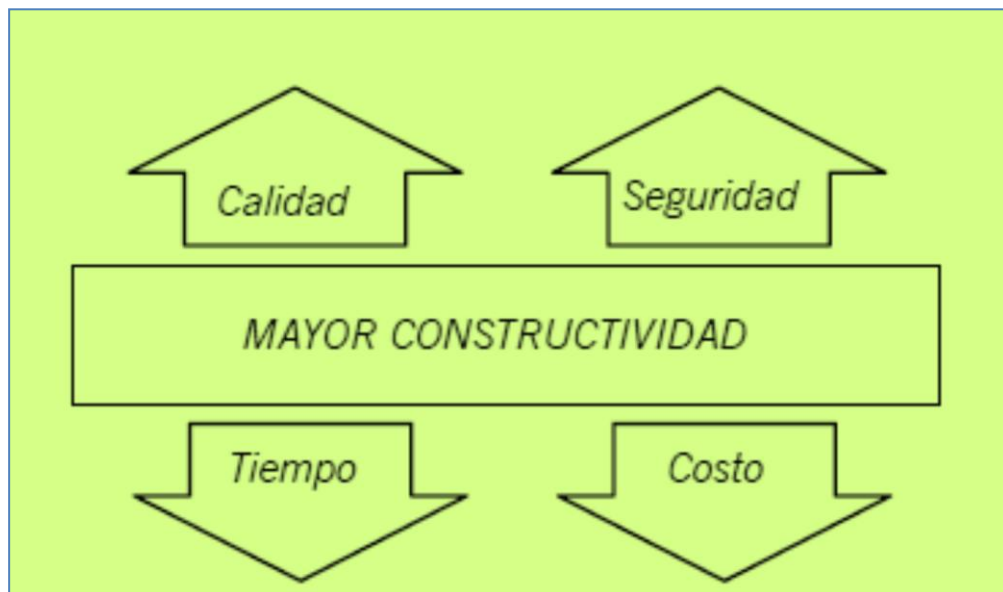 Calidad
Seguridad
MAYOR CONSTRUCTIVIDAD
Tiempo
Costo